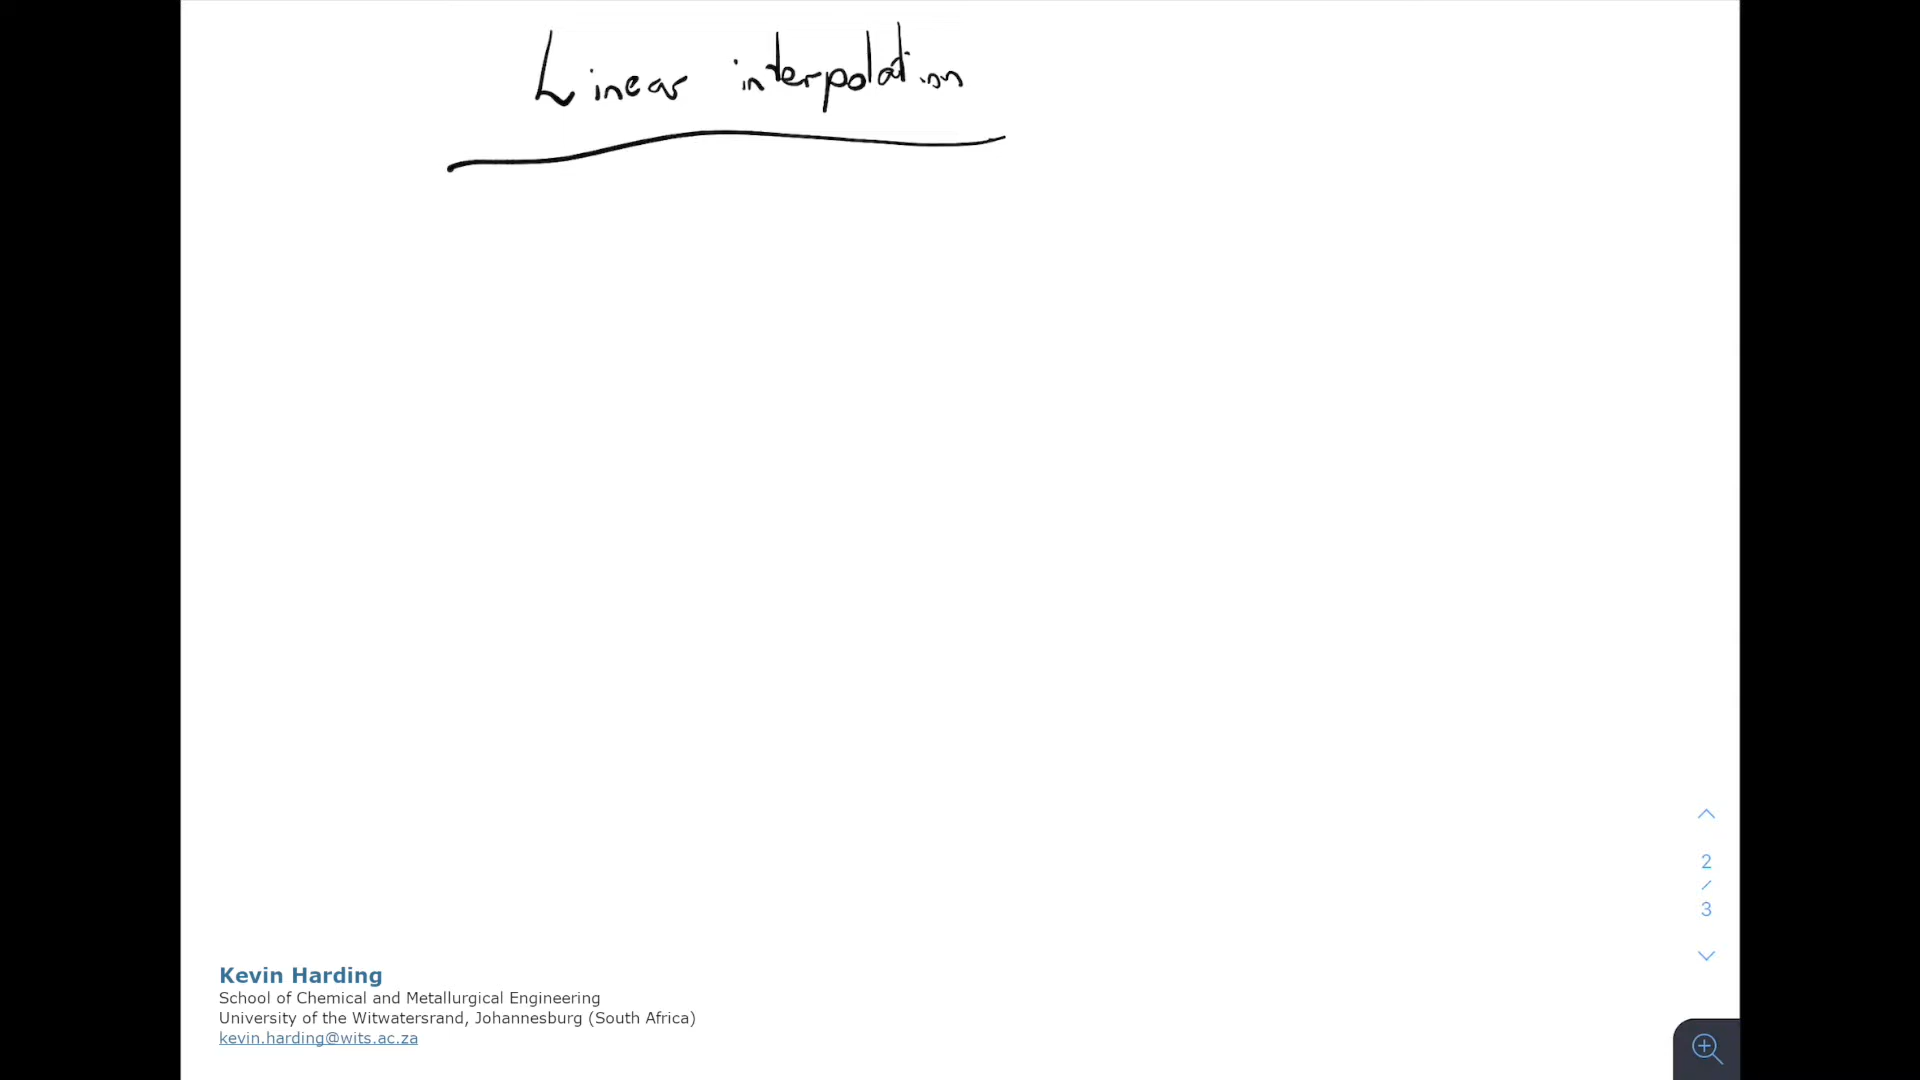 Linear interpolation
2
/
3
Kevin Harding
School of Chemical and Metallurgical Engineering
University of the Witwatersrand, Johannesburg (South Africa)
kevin.harding@wits.ac.za